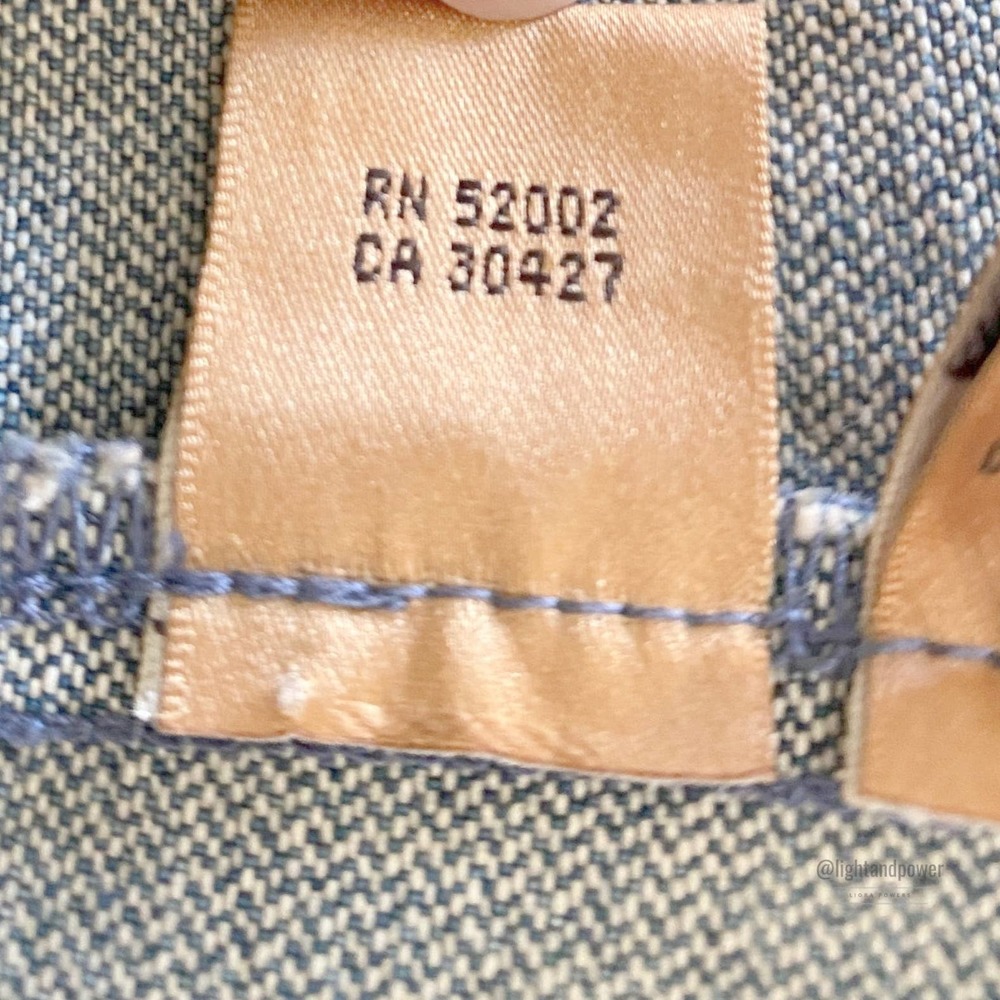 RN 52002
CA 30427
@lightandpower